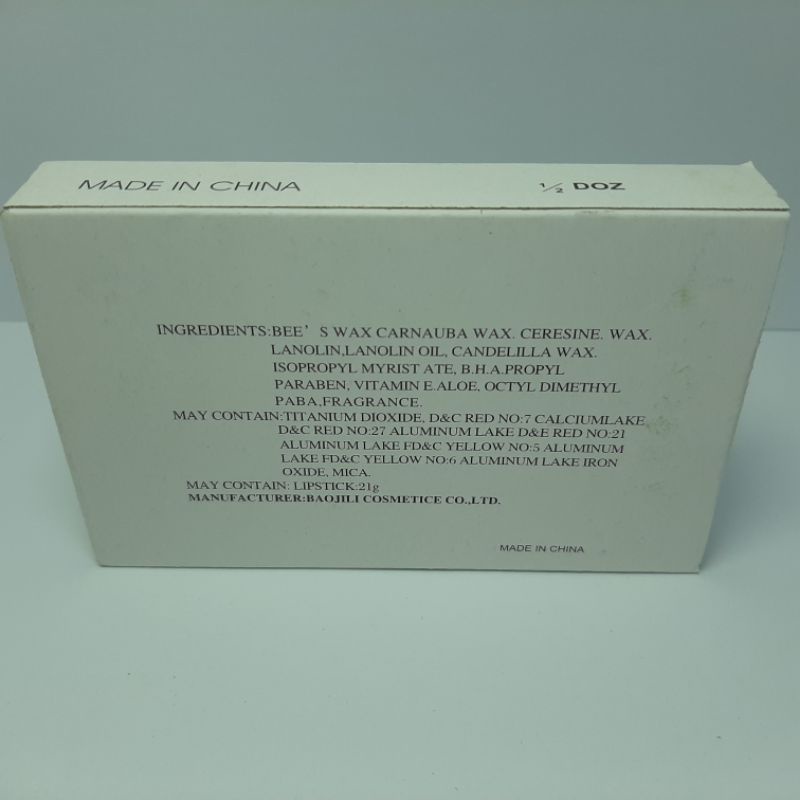 MADE IN CHINA
½ DOZ
INGREDIENTS:BEE' S WAX CARNAUBA WAX. CERESINE. WAX.
LANOLIN,LANOLIN OIL, CANDELILLA WAX.
ISOPROPYL MYRIST ATE, B.H.A.PROPYL
PARABEN, VITAMIN E.ALOE, OCTYL DIMETHYL
PABA,FRAGRANCE.
MAY CONTAIN:TITANIUM DIOXIDE, D&C RED NO:7 CALCIUMLAKE
D&C RED NO:27 ALUMINUM LAKE D&E RED NO:21
ALUMINUM LAKE FD&C YELLOW NO:5 ALUMINUM
LAKE FD&C YELLOW NO:6 ALUMINUM LAKE IRON
OXIDE, MICA.
MAY CONTAIN: LIPSTICK:21g
MANUFACTURER:BAOJILI COSMETICE CO.,LTD.
MADE IN CHINA